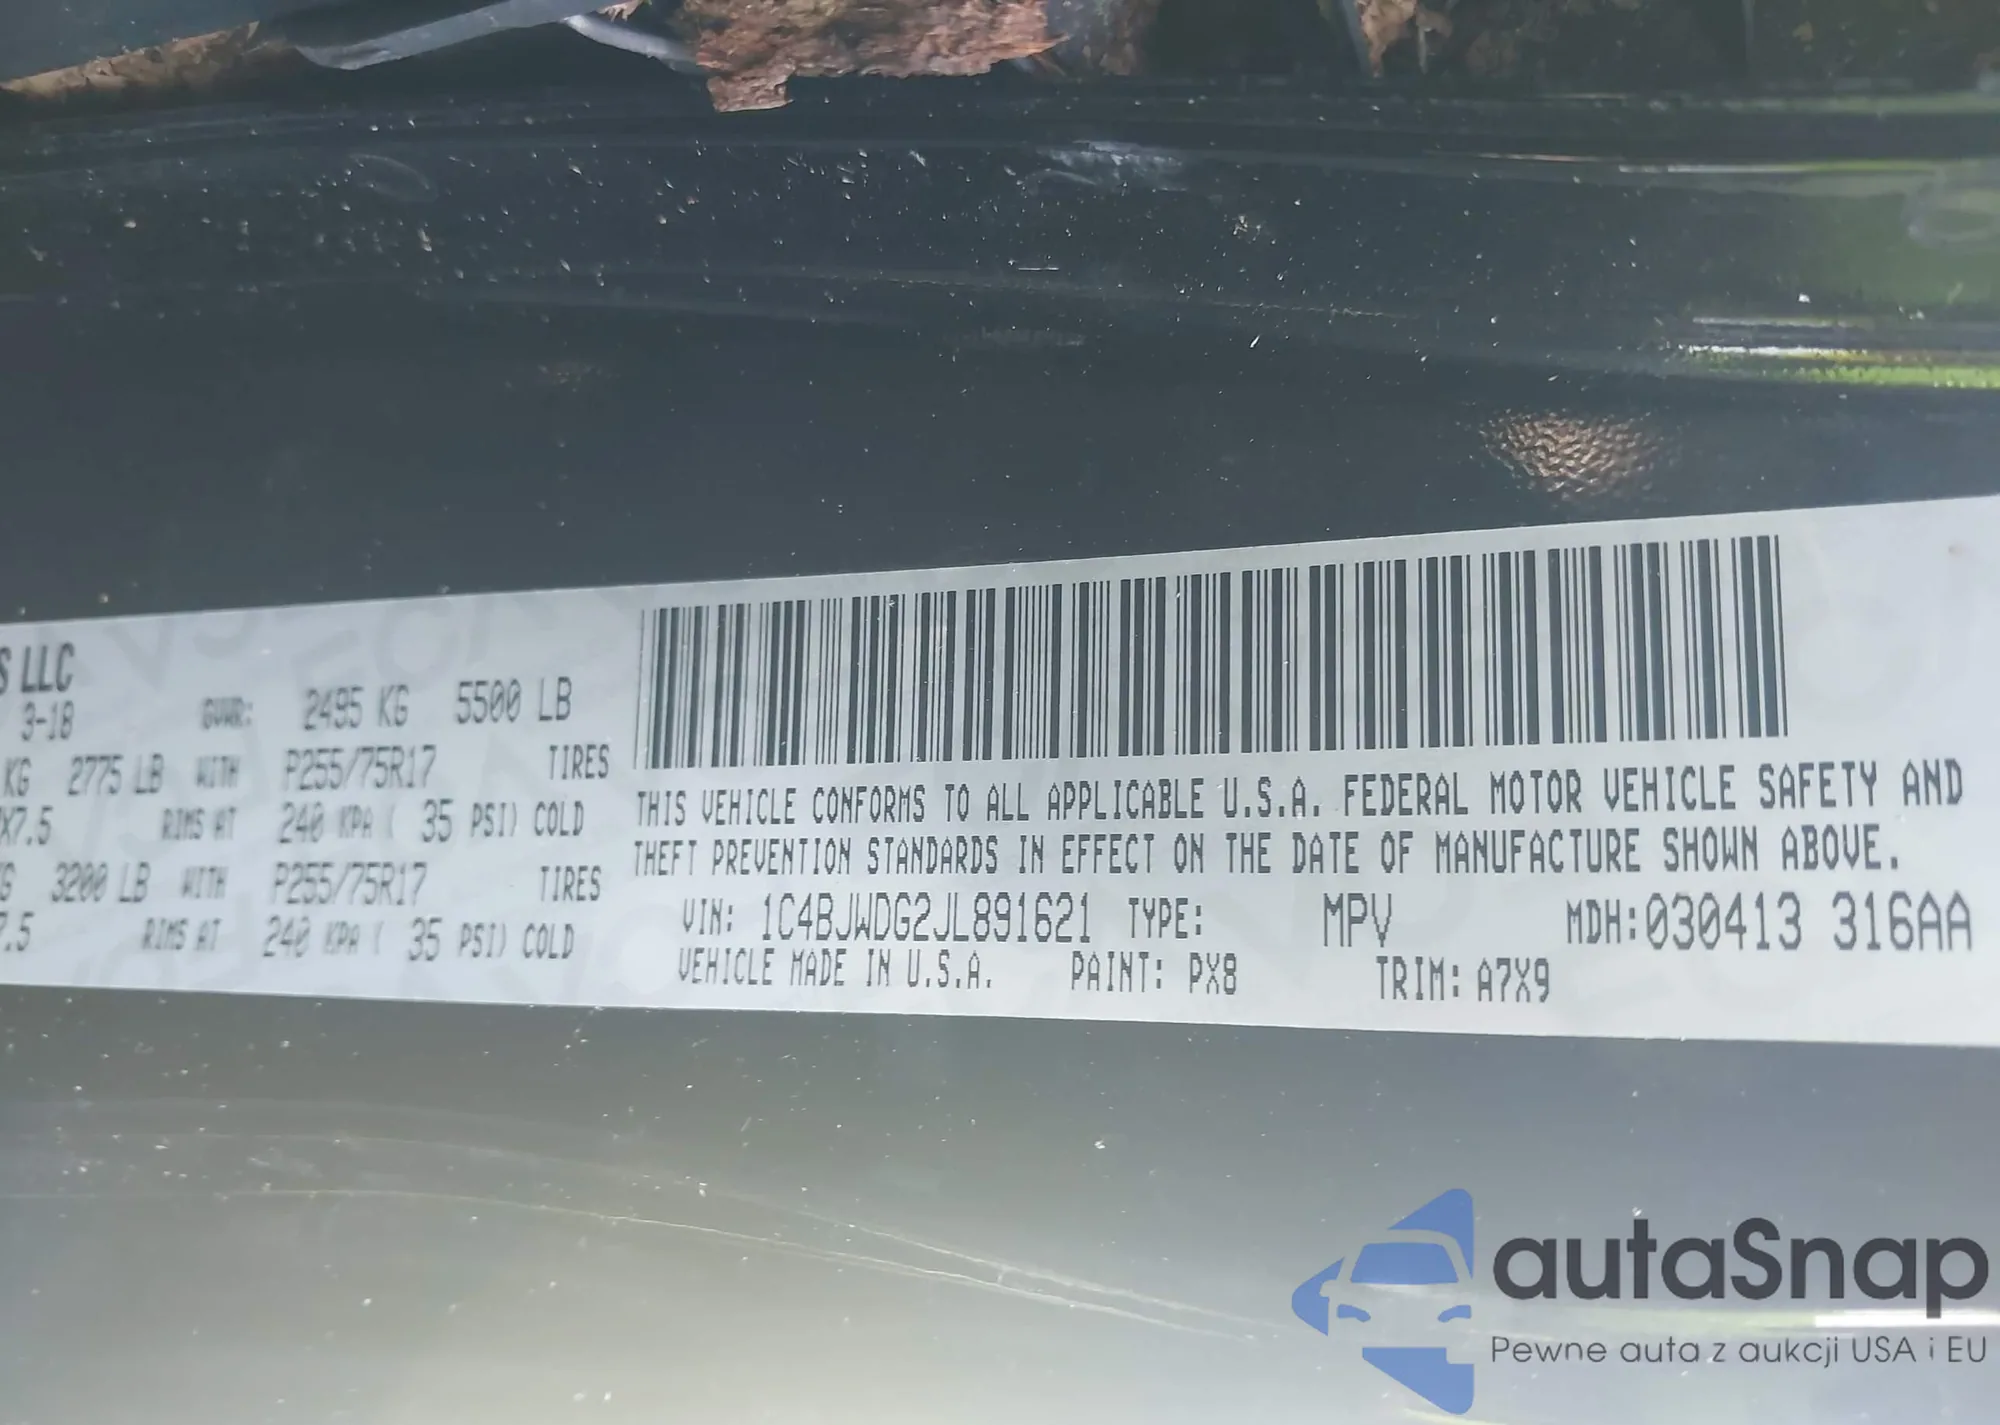 S LLC
3-18 GVWR: 2495 KG 5500 LB
KG 2775 LB WITH P255/75R17 TIRES
X7.5 RIMS AT 240 KPA ( 35 PSI) COLD
G 3200 LB WITH P255/75R17 TIRES
7.5 RIMS AT 240 KPA ( 35 PSI) COLD
THIS VEHICLE CONFORMS TO ALL APPLICABLE U.S.A. FEDERAL MOTOR VEHICLE SAFETY AND
THEFT PREVENTION STANDARDS IN EFFECT ON THE DATE OF MANUFACTURE SHOWN ABOVE.
VIN: 1C4BJWDG2JL891621 TYPE: MPV MDH:030413 316AA
VEHICLE MADE IN U.S.A. PAINT: PX8 TRIM: A7X9
autaSnap
Pewne auta z aukcji USA i EU